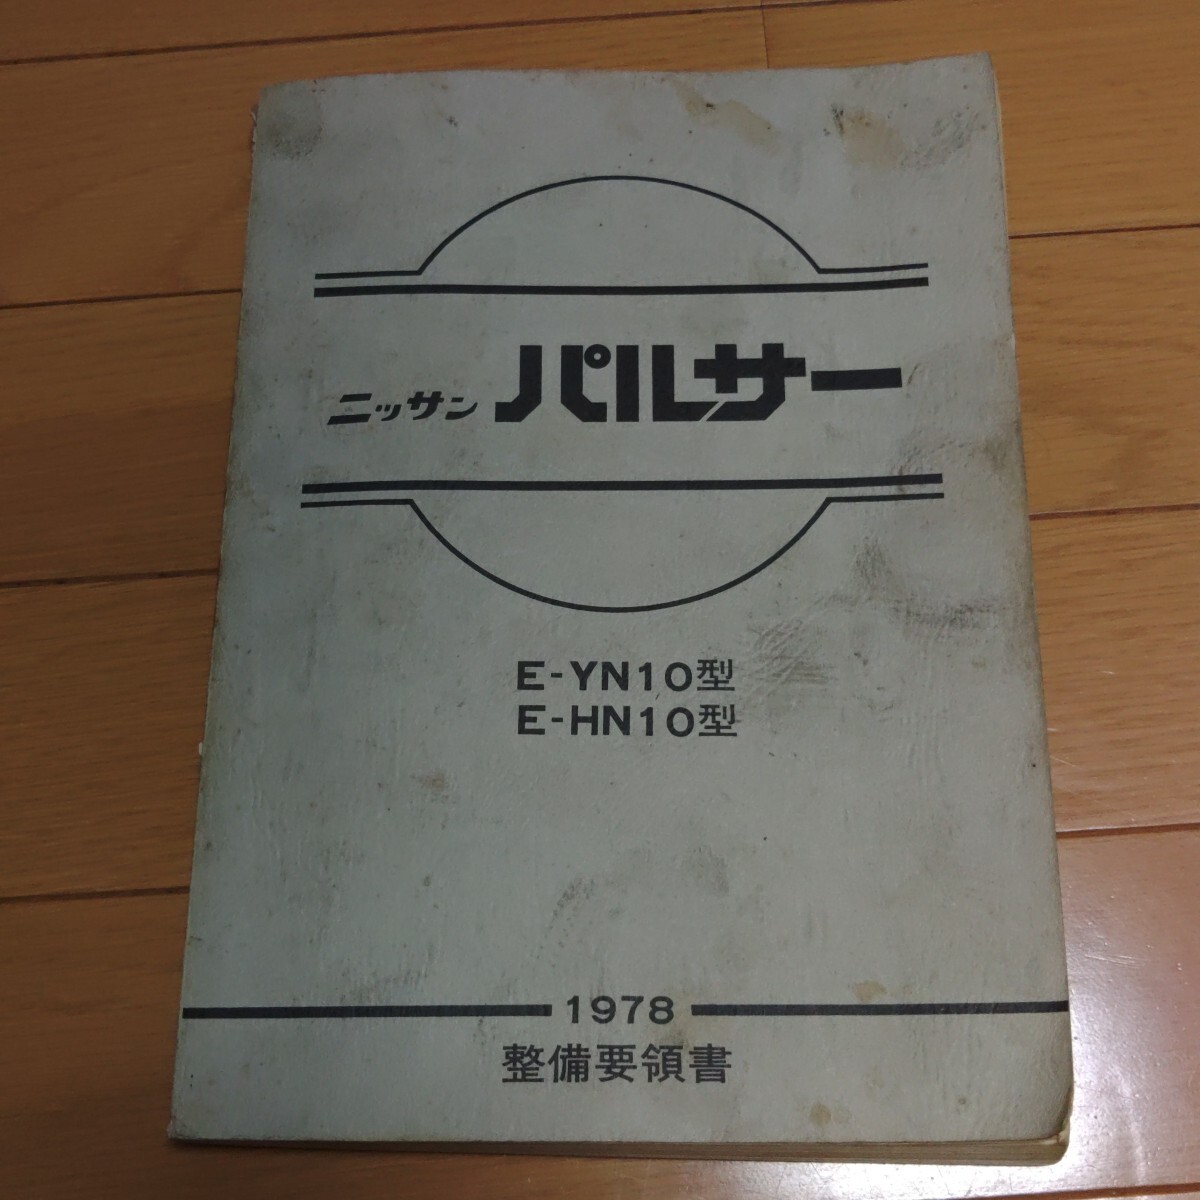 ニッサン パルサー
E-YN10型
E-HN10型
1978
整備要領書